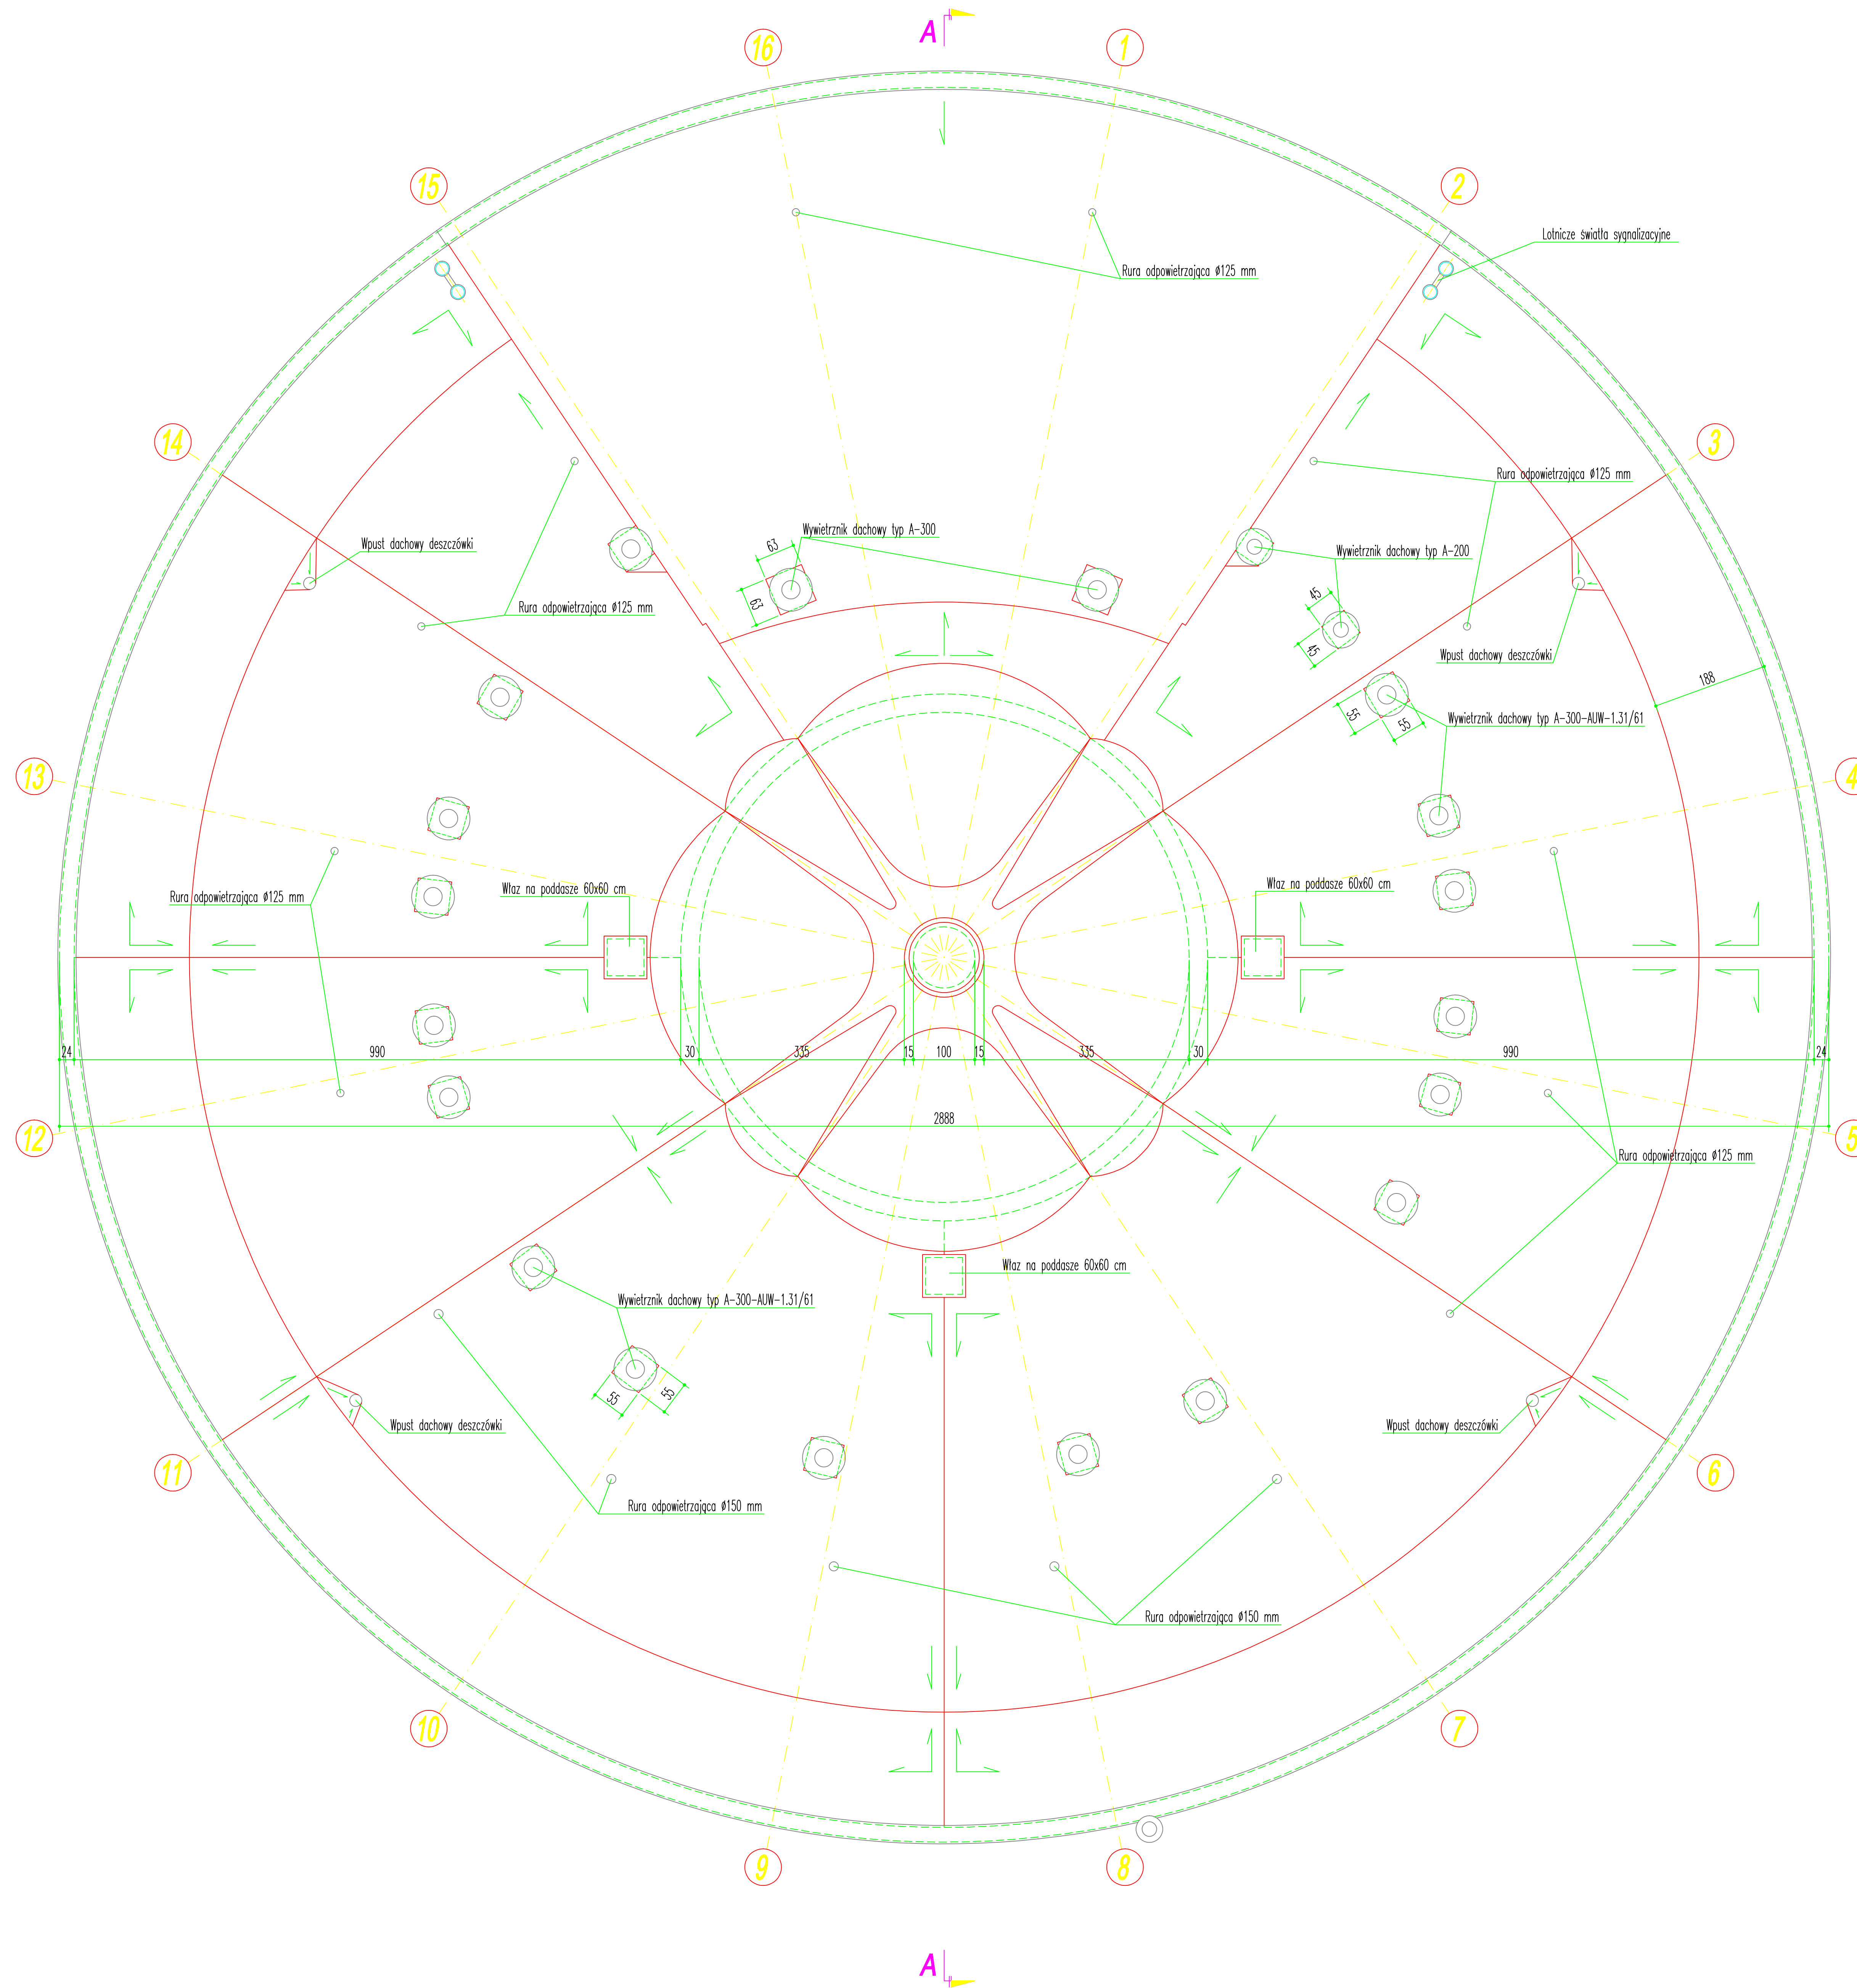 A
16
1
15
2
Lotnicze światła sygnalizacyjne
Rura odpowietrzająca Ø125 mm
14
3
Rura odpowietrzająca Ø125 mm
Wywietrznik dachowy typ A-300
63
63
Wpust dachowy deszczówki
Wywietrznik dachowy typ A-200
45
45
Rura odpowietrzająca Ø125 mm
Wpust dachowy deszczówki
188
55
55
Wywietrznik dachowy typ A-300-AUW-1.31/61
13
4
Rura odpowietrzająca Ø125 mm
Właz na poddasze 60x60 cm
Właz na poddasze 60x60 cm
24
990
30
335
15
100
15
335
30
990
24
2888
12
5
Rura odpowietrzająca Ø125 mm
Właz na poddasze 60x60 cm
Wywietrznik dachowy typ A-300-AUW-1.31/61
55
55
Wpust dachowy deszczówki
Wpust dachowy deszczówki
11
6
Rura odpowietrzająca Ø150 mm
Rura odpowietrzająca Ø150 mm
10
7
9
8
A